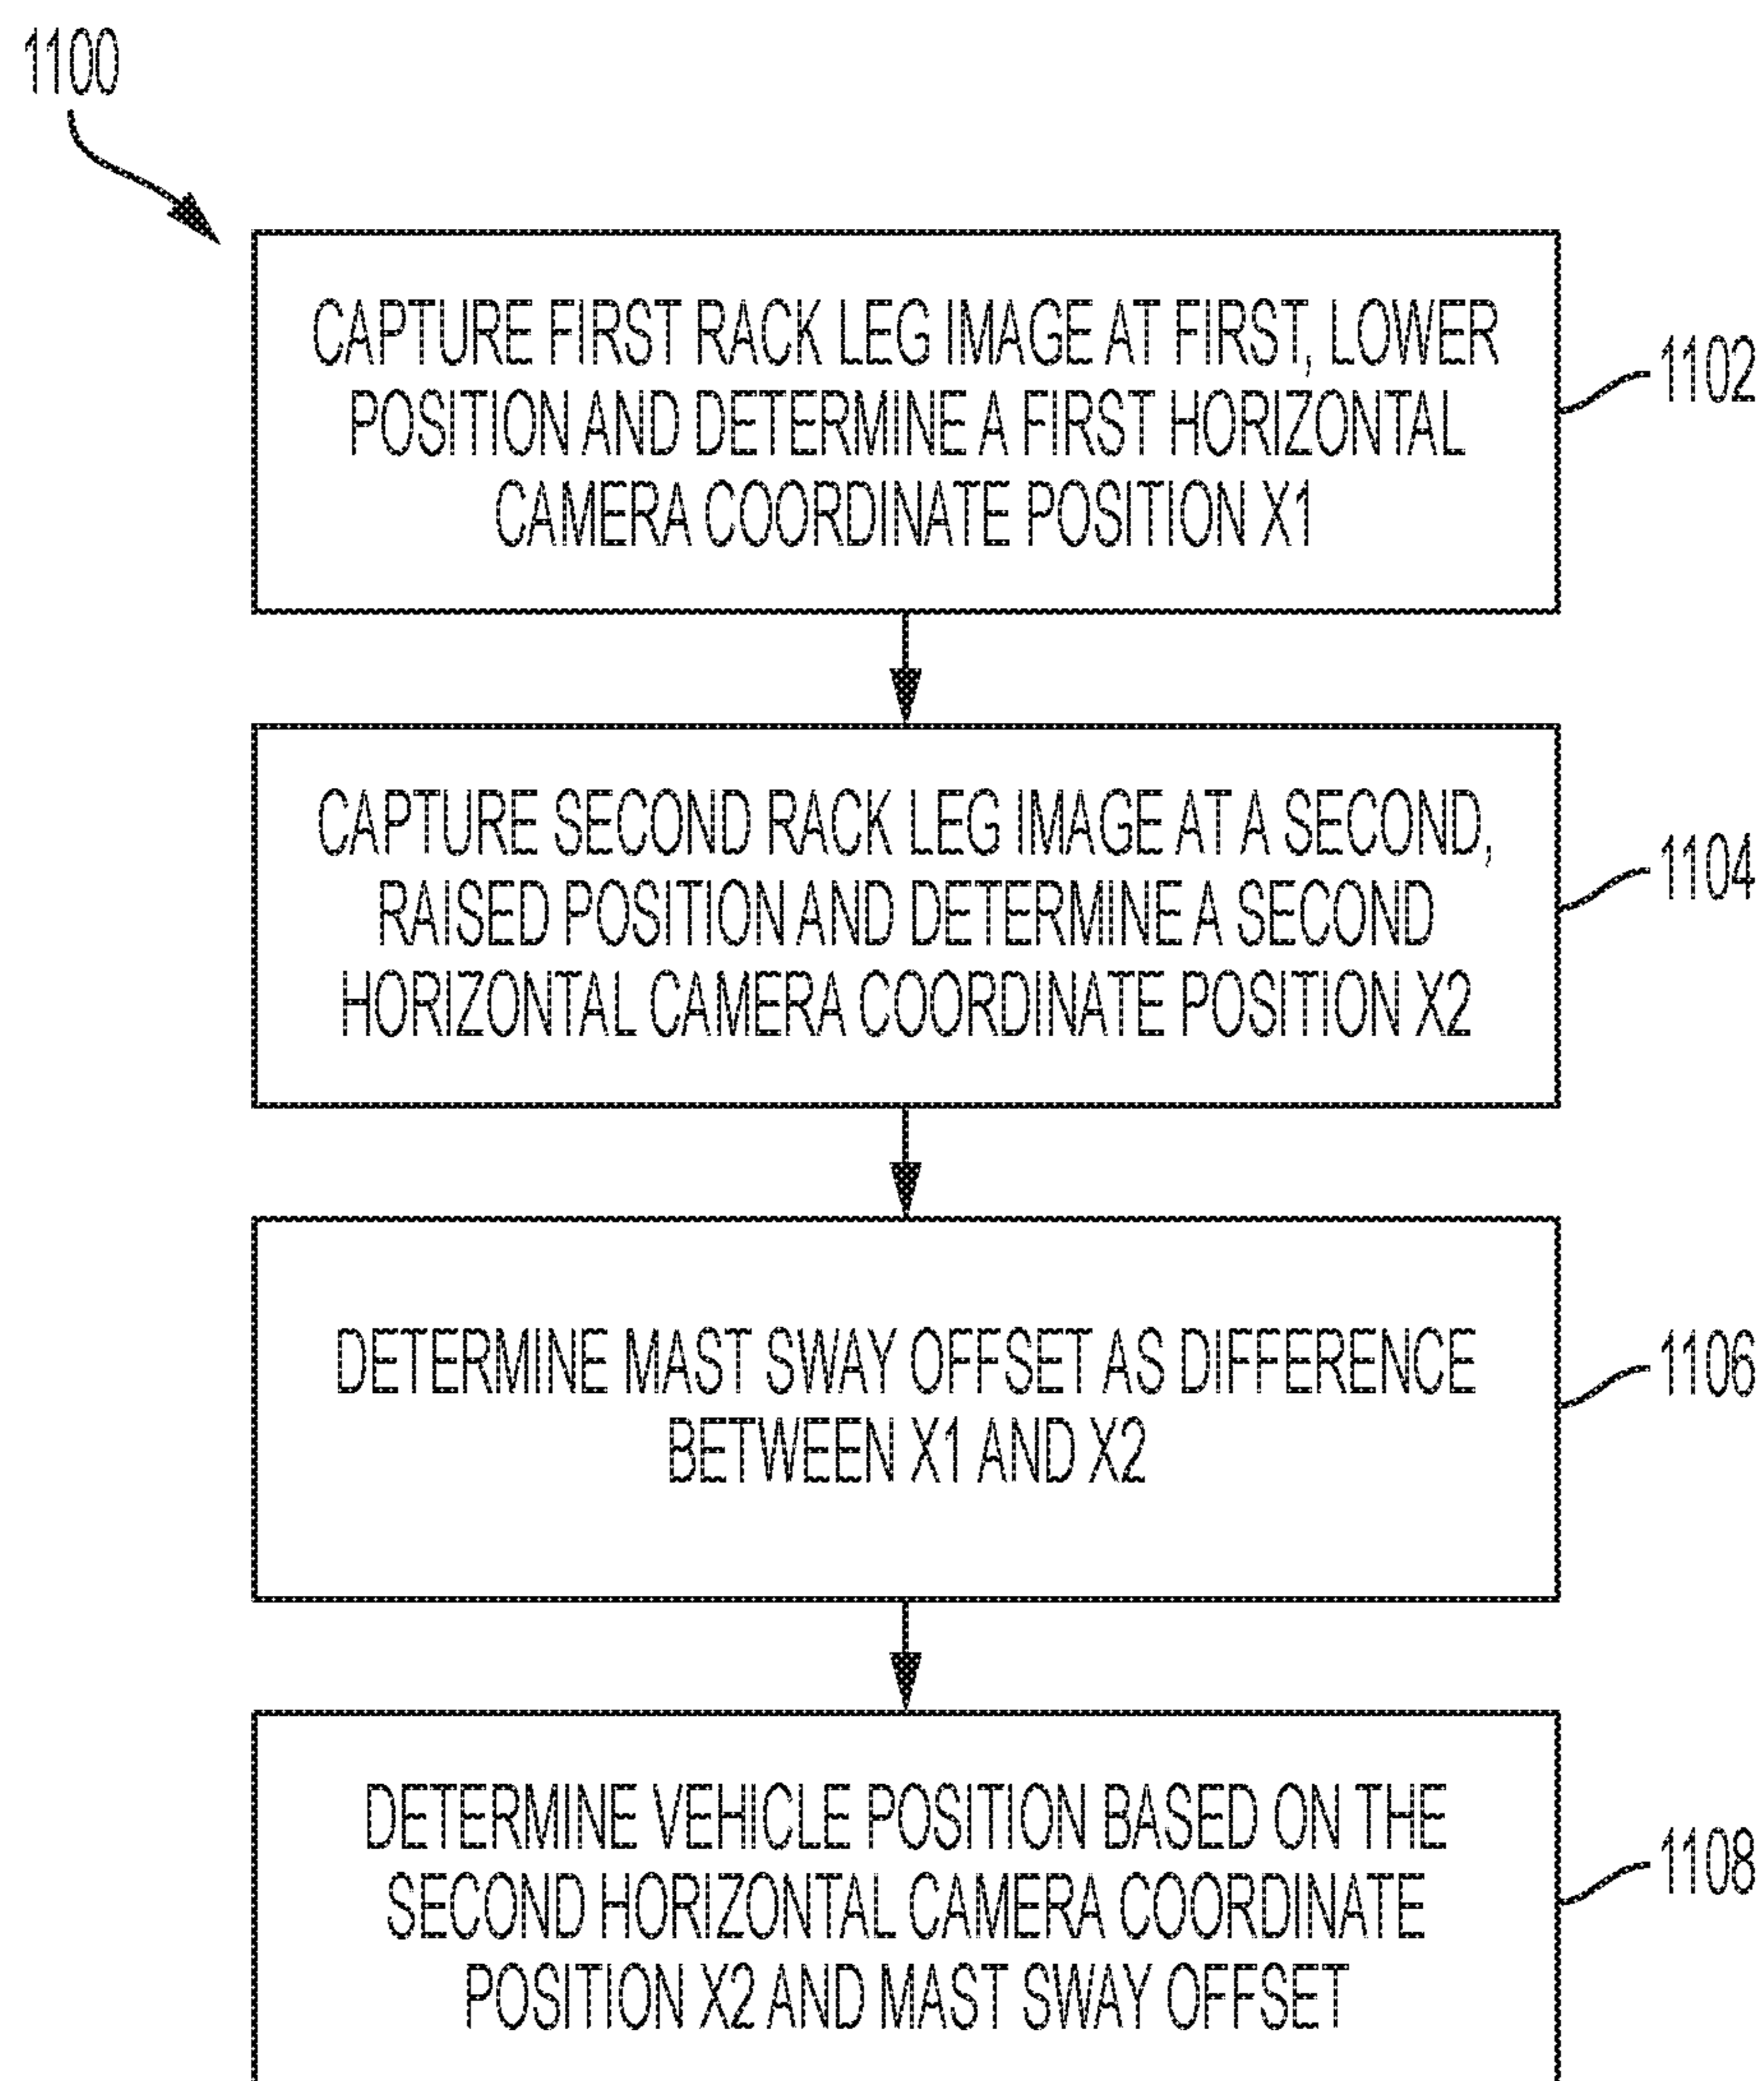 1100
CAPTURE FIRST RACK LEG IMAGE AT FIRST, LOWER
POSITION AND DETERMINE A FIRST HORIZONTAL
CAMERA COORDINATE POSITION X1
1102
CAPTURE SECOND RACK LEG IMAGE AT A SECOND,
RAISED POSITION AND DETERMINE A SECOND
HORIZONTAL CAMERA COORDINATE POSITION X2
1104
DETERMINE MAST SWAY OFFSET AS DIFFERENCE
BETWEEN X1 AND X2
1106
DETERMINE VEHICLE POSITION BASED ON THE
SECOND HORIZONTAL CAMERA COORDINATE
POSITION X2 AND MAST SWAY OFFSET
1108